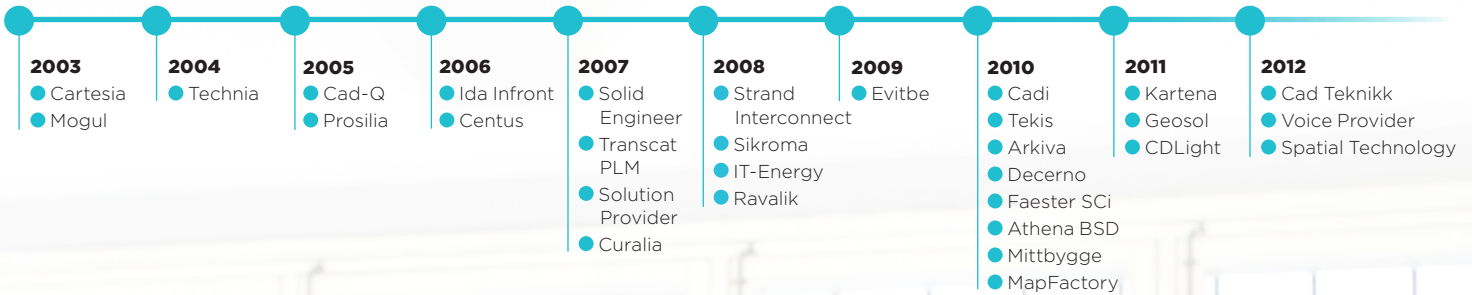 2003
Cartesia
Mogul
2004
Technia
2005
Cad-Q
Prosilia
2006
Ida Infront
Centus
2007
Solid
Engineer
Transcat
PLM
Solution
Provider
Curalia
2008
Strand
Interconnect
Sikroma
IT-Energy
Ravalik
2009
Evitbe
2010
Cadi
Tekis
Arkiva
Decerno
Faester SCi
Athena BSD
Mittbygge
MapFactory
2011
Kartena
Geosol
CDLight
2012
Cad Teknikk
Voice Provider
Spatial Technology